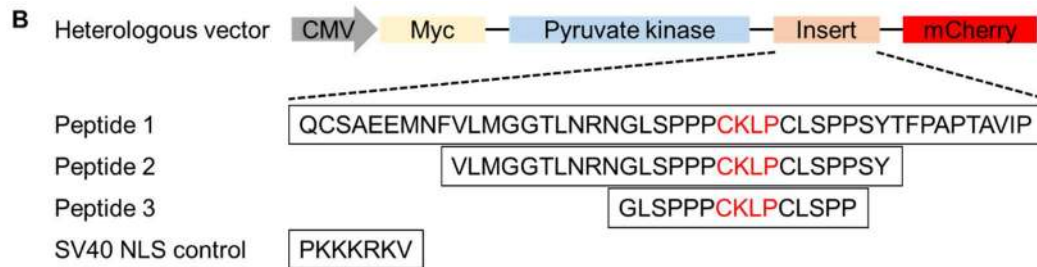 B Heterologous vector CMV Myc Pyruvate kinase Insert mCherry
Peptide 1 QCSAEEMNFVLMGGTLNRNGLSPPPCKLPCLSPPSYTFPAPTAVIP
Peptide 2 VLMGGTLNRNGLSPPPCKLPCLSPPSY
Peptide 3 GLSPPPCKLPCLSPP
SV40 NLS control PKKKRKV